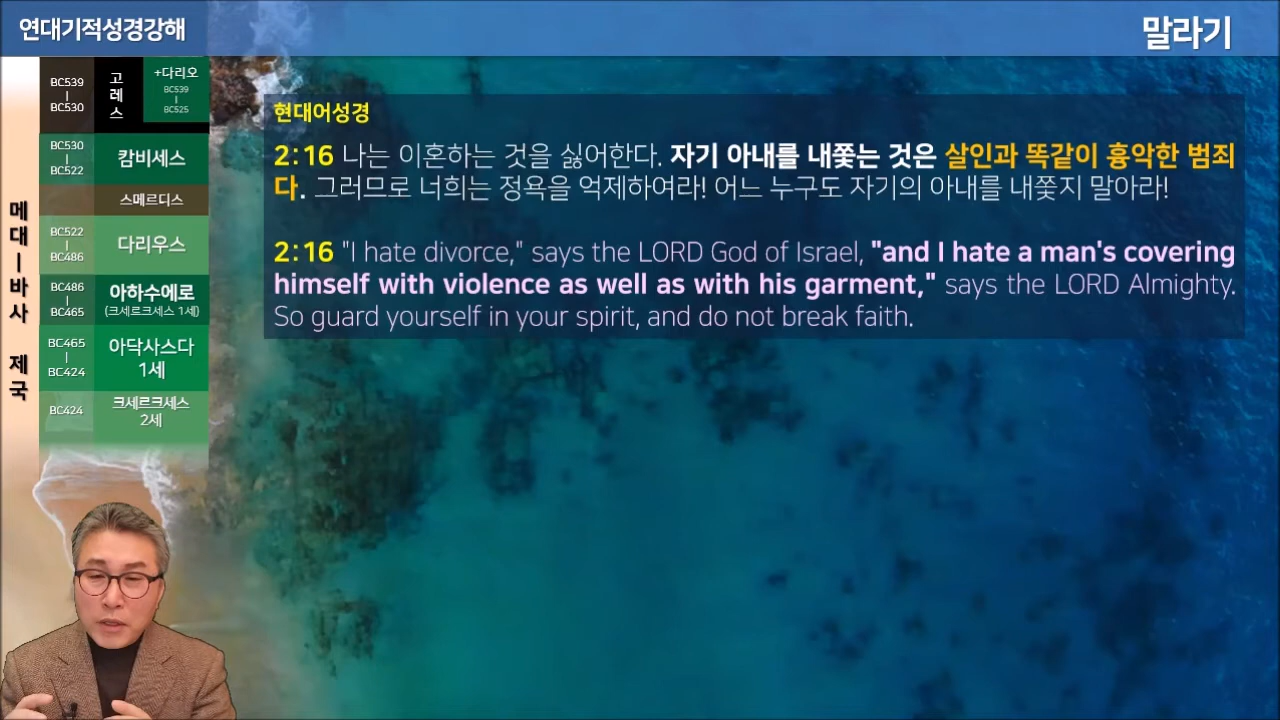 연대기적성경강해
말라기
메대ㅣ바사 제국
BC539
ㅣ
BC530
고레스
+다리오
BC539
ㅣ
BC525
BC530
ㅣ
BC522
캄비세스
스메르디스
BC522
ㅣ
BC486
다리우스
BC486
ㅣ
BC465
아하수에로
(크세르크세스 1세)
BC465
ㅣ
BC424
아닥사스다
1세
BC424
크세르크세스
2세
현대어성경
2:16 나는 이혼하는 것을 싫어한다. 자기 아내를 내쫓는 것은 살인과 똑같이 흉악한 범죄
다. 그러므로 너희는 정욕을 억제하여라! 어느 누구도 자기의 아내를 내쫓지 말아라!
2:16 "I hate divorce," says the LORD God of Israel, "and I hate a man's covering
himself with violence as well as with his garment," says the LORD Almighty.
So guard yourself in your spirit, and do not break faith.